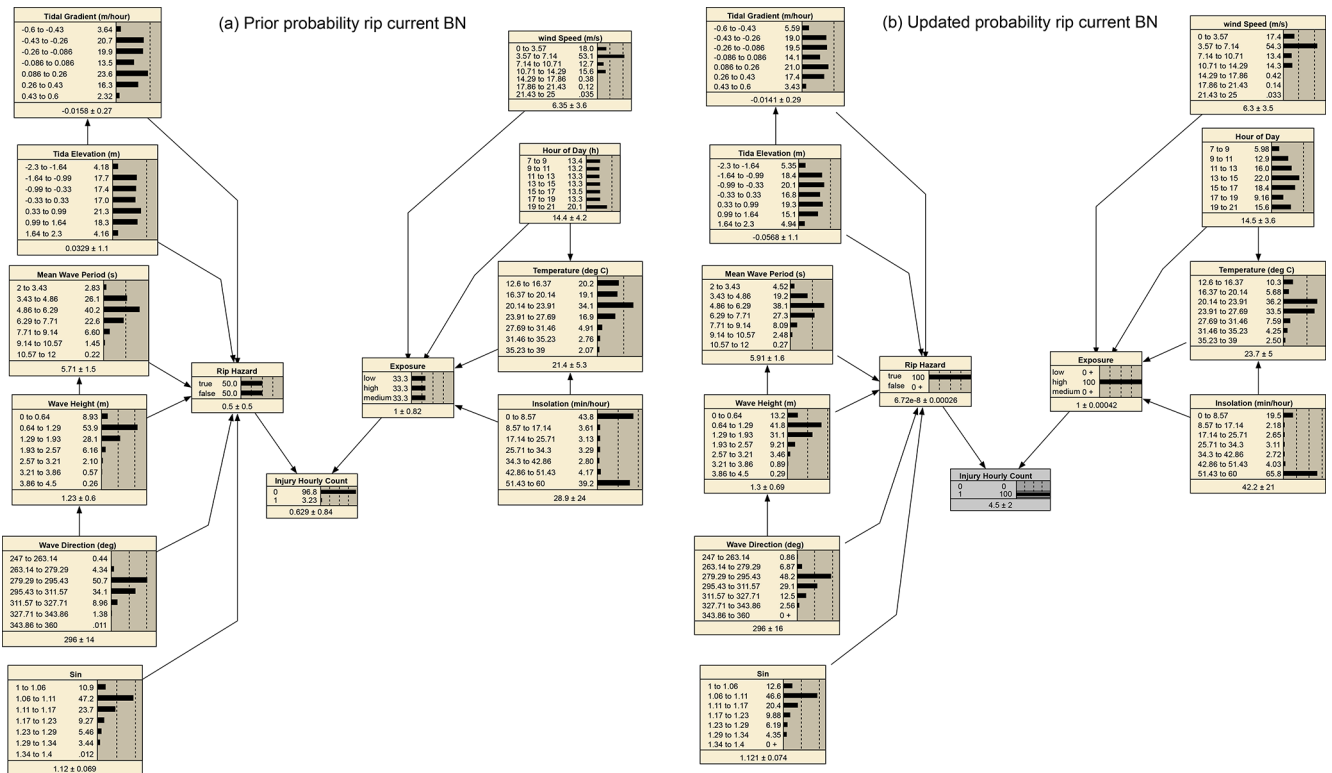 (a) Prior probability rip current BN
Tidal Gradient (m/hour)
-0.6 to -0.43 3.64
-0.43 to -0.26 20.7
-0.26 to -0.086 19.9
-0.086 to 0.086 13.5
0.086 to 0.26 23.6
0.26 to 0.43 16.3
0.43 to 0.6 2.32
-0.0158 ± 0.27
wind Speed (m/s)
0 to 3.57 18.0
3.57 to 7.14 53.1
7.14 to 10.71 12.7
10.71 to 14.29 15.6
14.29 to 17.86 0.38
17.86 to 21.43 0.12
21.43 to 25 .035
6.35 ± 3.6
Tida Elevation (m)
-2.3 to -1.64 4.18
-1.64 to -0.99 17.7
-0.99 to -0.33 17.4
-0.33 to 0.33 17.0
0.33 to 0.99 21.3
0.99 to 1.64 18.3
1.64 to 2.3 4.16
0.0329 ± 1.1
Hour of Day (h)
7 to 9 13.4
9 to 11 13.2
11 to 13 13.3
13 to 15 13.3
15 to 17 13.5
17 to 19 13.3
19 to 21 20.1
14.4 ± 4.2
Mean Wave Period (s)
2 to 3.43 2.83
3.43 to 4.86 26.1
4.86 to 6.29 40.2
6.29 to 7.71 22.6
7.71 to 9.14 6.60
9.14 to 10.57 1.45
10.57 to 12 0.22
5.71 ± 1.5
Temperature (deg C)
12.6 to 16.37 20.2
16.37 to 20.14 19.1
20.14 to 23.91 34.1
23.91 to 27.69 16.9
27.69 to 31.46 4.91
31.46 to 35.23 2.76
35.23 to 39 2.07
21.4 ± 5.3
Rip Hazard
true 50.0
false 50.0
0.5 ± 0.5
Exposure
low 33.3
high 33.3
medium 33.3
1 ± 0.82
Wave Height (m)
0 to 0.64 8.93
0.64 to 1.29 53.9
1.29 to 1.93 28.1
1.93 to 2.57 6.16
2.57 to 3.21 2.10
3.21 to 3.86 0.57
3.86 to 4.5 0.26
1.23 ± 0.6
Insolation (min/hour)
0 to 8.57 43.8
8.57 to 17.14 3.61
17.14 to 25.71 3.13
25.71 to 34.3 3.29
34.3 to 42.86 2.80
42.86 to 51.43 4.17
51.43 to 60 39.2
28.9 ± 24
Injury Hourly Count
0 96.8
1 3.23
0.629 ± 0.84
Wave Direction (deg)
247 to 263.14 0.44
263.14 to 279.29 4.34
279.29 to 295.43 50.7
295.43 to 311.57 34.1
311.57 to 327.71 8.96
327.71 to 343.86 1.38
343.86 to 360 .011
296 ± 14
Sin
1 to 1.06 10.9
1.06 to 1.11 47.2
1.11 to 1.17 23.7
1.17 to 1.23 9.27
1.23 to 1.29 5.46
1.29 to 1.34 3.44
1.34 to 1.4 .012
1.12 ± 0.069
(b) Updated probability rip current BN
Tidal Gradient (m/hour)
-0.6 to -0.43 5.59
-0.43 to -0.26 19.0
-0.26 to -0.086 19.5
-0.086 to 0.086 14.1
0.086 to 0.26 21.0
0.26 to 0.43 17.4
0.43 to 0.6 3.43
-0.0141 ± 0.29
wind Speed (m/s)
0 to 3.57 17.4
3.57 to 7.14 54.3
7.14 to 10.71 13.4
10.71 to 14.29 14.3
14.29 to 17.86 0.42
17.86 to 21.43 0.14
21.43 to 25 .033
6.3 ± 3.5
Tida Elevation (m)
-2.3 to -1.64 5.35
-1.64 to -0.99 18.4
-0.99 to -0.33 20.1
-0.33 to 0.33 16.8
0.33 to 0.99 19.3
0.99 to 1.64 15.1
1.64 to 2.3 4.94
-0.0568 ± 1.1
Hour of Day
7 to 9 5.98
9 to 11 12.9
11 to 13 16.0
13 to 15 22.0
15 to 17 18.4
17 to 19 9.16
19 to 21 15.6
14.5 ± 3.6
Mean Wave Period (s)
2 to 3.43 4.52
3.43 to 4.86 19.2
4.86 to 6.29 38.1
6.29 to 7.71 27.3
7.71 to 9.14 8.09
9.14 to 10.57 2.48
10.57 to 12 0.27
5.91 ± 1.6
Temperature (deg C)
12.6 to 16.37 10.3
16.37 to 20.14 5.68
20.14 to 23.91 36.2
23.91 to 27.69 33.5
27.69 to 31.46 7.59
31.46 to 35.23 4.25
35.23 to 39 2.50
23.7 ± 5
Rip Hazard
true 100
false 0 +
6.72e-8 ± 0.00026
Exposure
low 0 +
high 100
medium 0 +
1 ± 0.00042
Wave Height (m)
0 to 0.64 13.2
0.64 to 1.29 41.8
1.29 to 1.93 31.1
1.93 to 2.57 9.21
2.57 to 3.21 3.46
3.21 to 3.86 0.89
3.86 to 4.5 0.29
1.3 ± 0.69
Insolation (min/hour)
0 to 8.57 19.5
8.57 to 17.14 2.18
17.14 to 25.71 2.65
25.71 to 34.3 3.11
34.3 to 42.86 2.72
42.86 to 51.43 4.03
51.43 to 60 65.8
42.2 ± 21
Injury Hourly Count
0 0
1 100
4.5 ± 2
Wave Direction (deg)
247 to 263.14 0.86
263.14 to 279.29 6.87
279.29 to 295.43 48.2
295.43 to 311.57 29.1
311.57 to 327.71 12.5
327.71 to 343.86 2.56
343.86 to 360 0 +
296 ± 16
Sin
1 to 1.06 12.6
1.06 to 1.11 46.6
1.11 to 1.17 20.4
1.17 to 1.23 9.88
1.23 to 1.29 6.19
1.29 to 1.34 4.35
1.34 to 1.4 0 +
1.121 ± 0.074